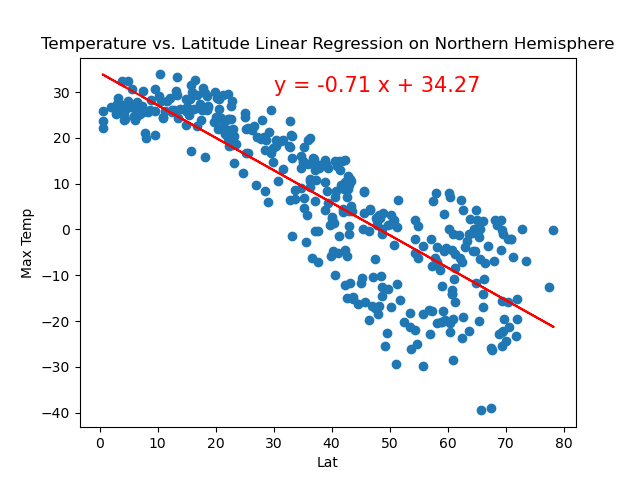 Temperature vs. Latitude Linear Regression on Northern Hemisphere
y = -0.71 x + 34.27
30
20
10
0
−10
−20
−30
−40
Max Temp
0 10 20 30 40 50 60 70 80
Lat